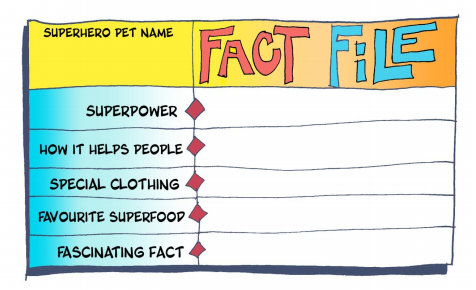 SUPERHERO PET NAME
FACT FILE
SUPERPOWER
HOW IT HELPS PEOPLE
SPECIAL CLOTHING
FAVOURITE SUPERFOOD
FASCINATING FACT